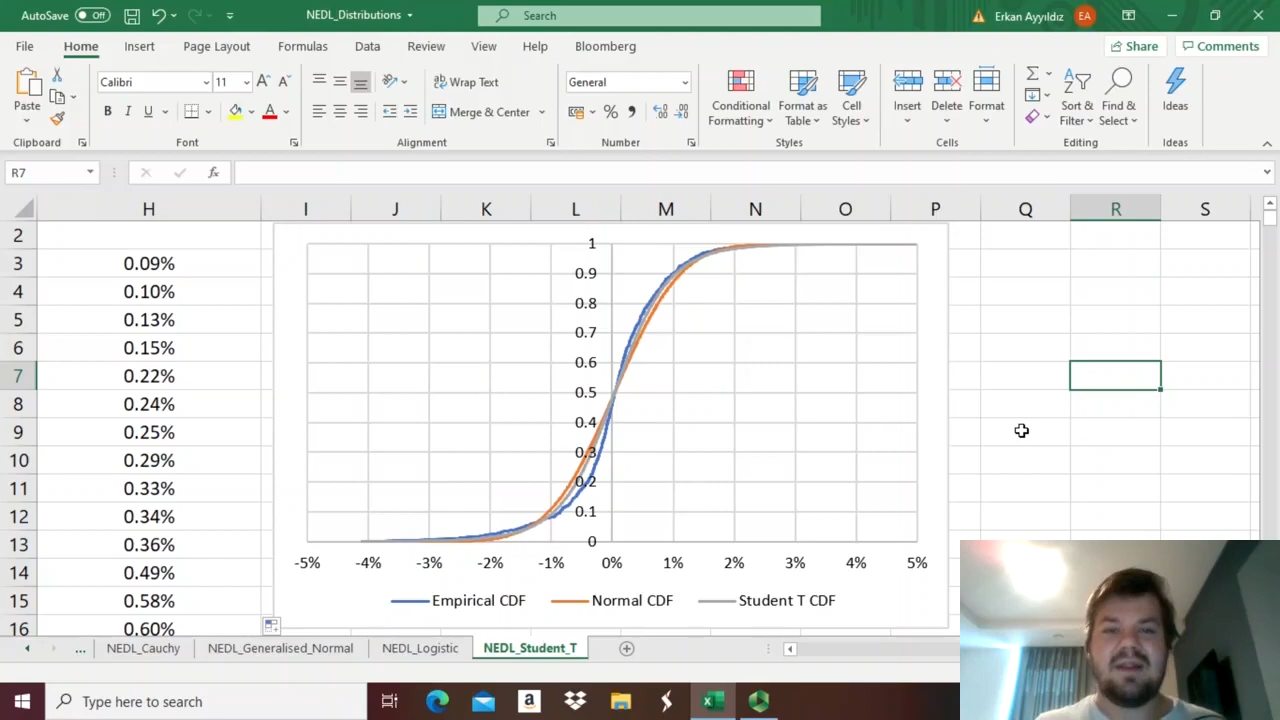 AutoSave Off NEDL_Distributions Search Erkan Ayyıldız EA
File Home Insert Page Layout Formulas Data Review View Help Bloomberg Share Comments
Paste Calibri 11 Wrap Text General Conditional Formatting Format as Table Cell Styles Insert Delete Format Sort & Filter Find & Select Ideas
B I U A Merge & Center %
Clipboard Font Alignment Number Styles Cells Editing Ideas
R7 fx
H I J K L M N O P Q R S
2
3 0.09%
4 0.10%
5 0.13%
6 0.15%
7 0.22%
8 0.24%
9 0.25%
10 0.29%
11 0.33%
12 0.34%
13 0.36%
14 0.49%
15 0.58%
16 0.60%
1
0.9
0.8
0.7
0.6
0.5
0.4
0.3
0.2
0.1
0
-5% -4% -3% -2% -1% 0% 1% 2% 3% 4% 5%
Empirical CDF Normal CDF Student T CDF
... NEDL_Cauchy NEDL_Generalised_Normal NEDL_Logistic NEDL_Student_T
Type here to search